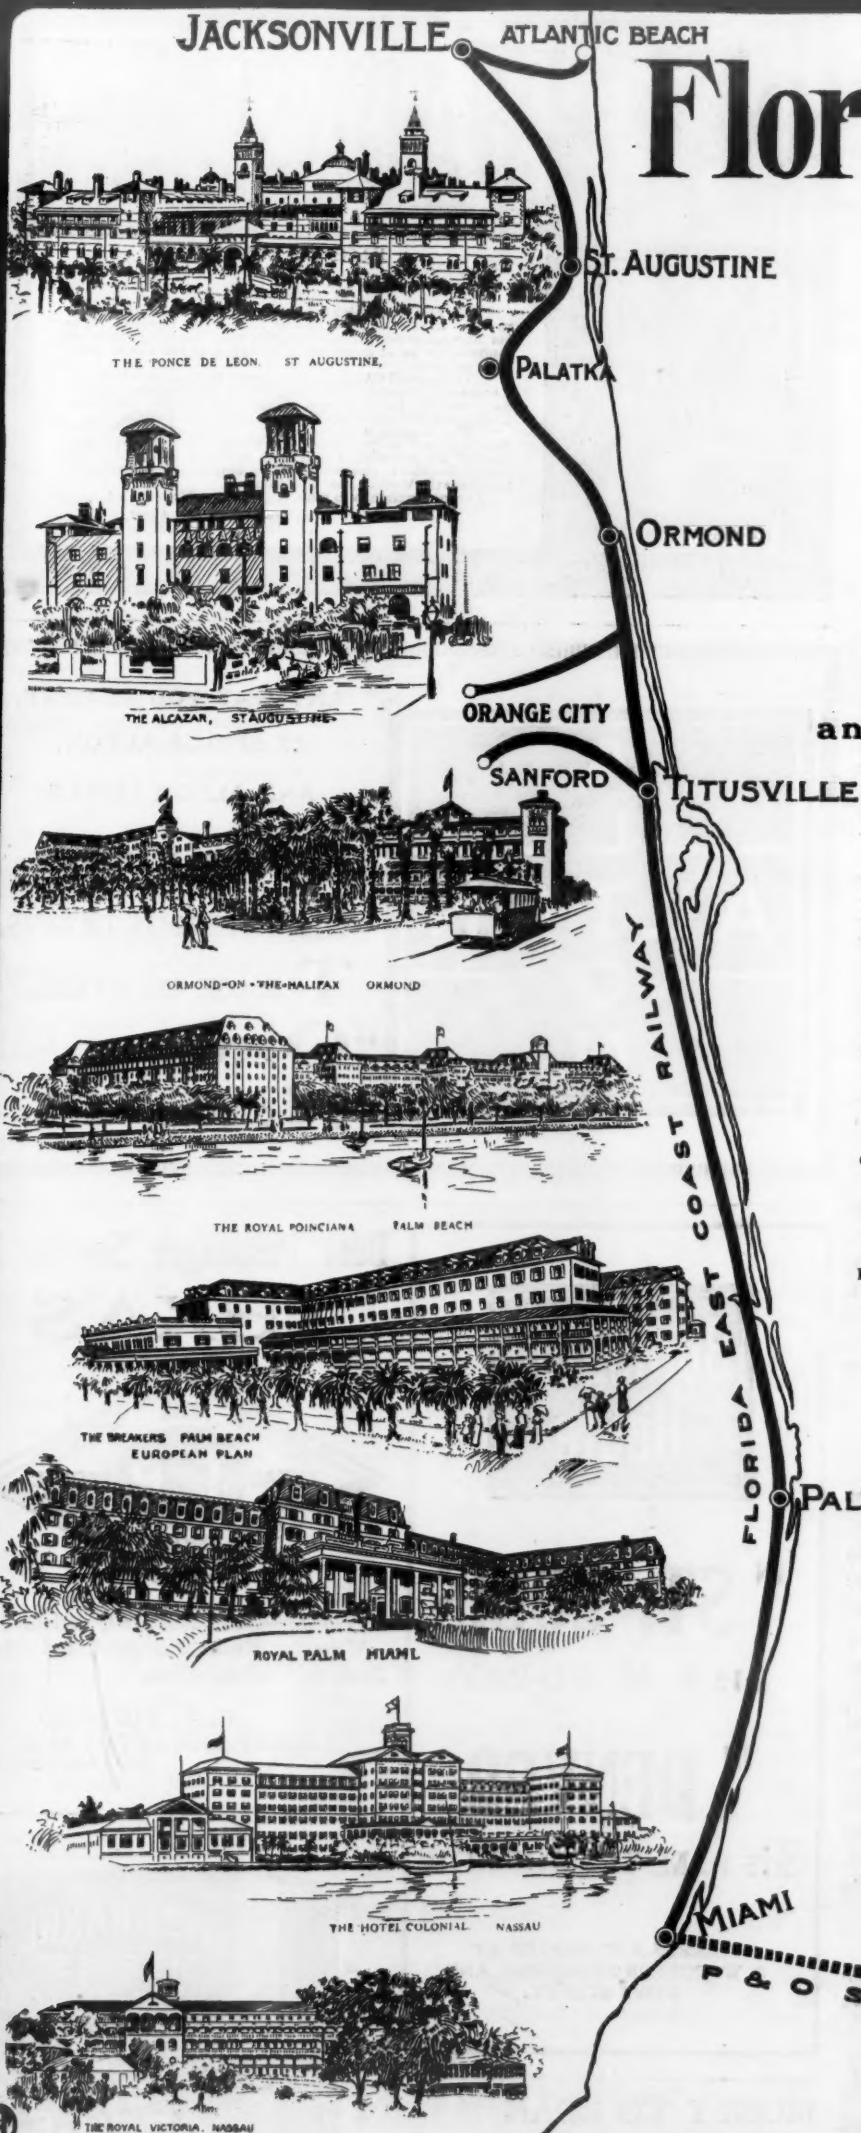 JACKSONVILLE
ATLANTIC BEACH
Flor
THE PONCE DE LEON. ST AUGUSTINE,
ST. AUGUSTINE
PALATKA
ALCAZAR
ORMOND
THE ALCAZAR, ST AUGUSTINE.
ORANGE CITY
an
SANFORD
TITUSVILLE
ORMOND-ON-THE-HALIFAX ORMOND
FLORIDA EAST COAST RAILWAY
THE ROYAL POINCIANA PALM BEACH
THE BREAKERS PALM BEACH
EUROPEAN PLAN
PAL
ROYAL PALM MIAMI
THE HOTEL COLONIAL NASSAU
MIAMI
P & O S
THE ROYAL VICTORIA. NASSAU